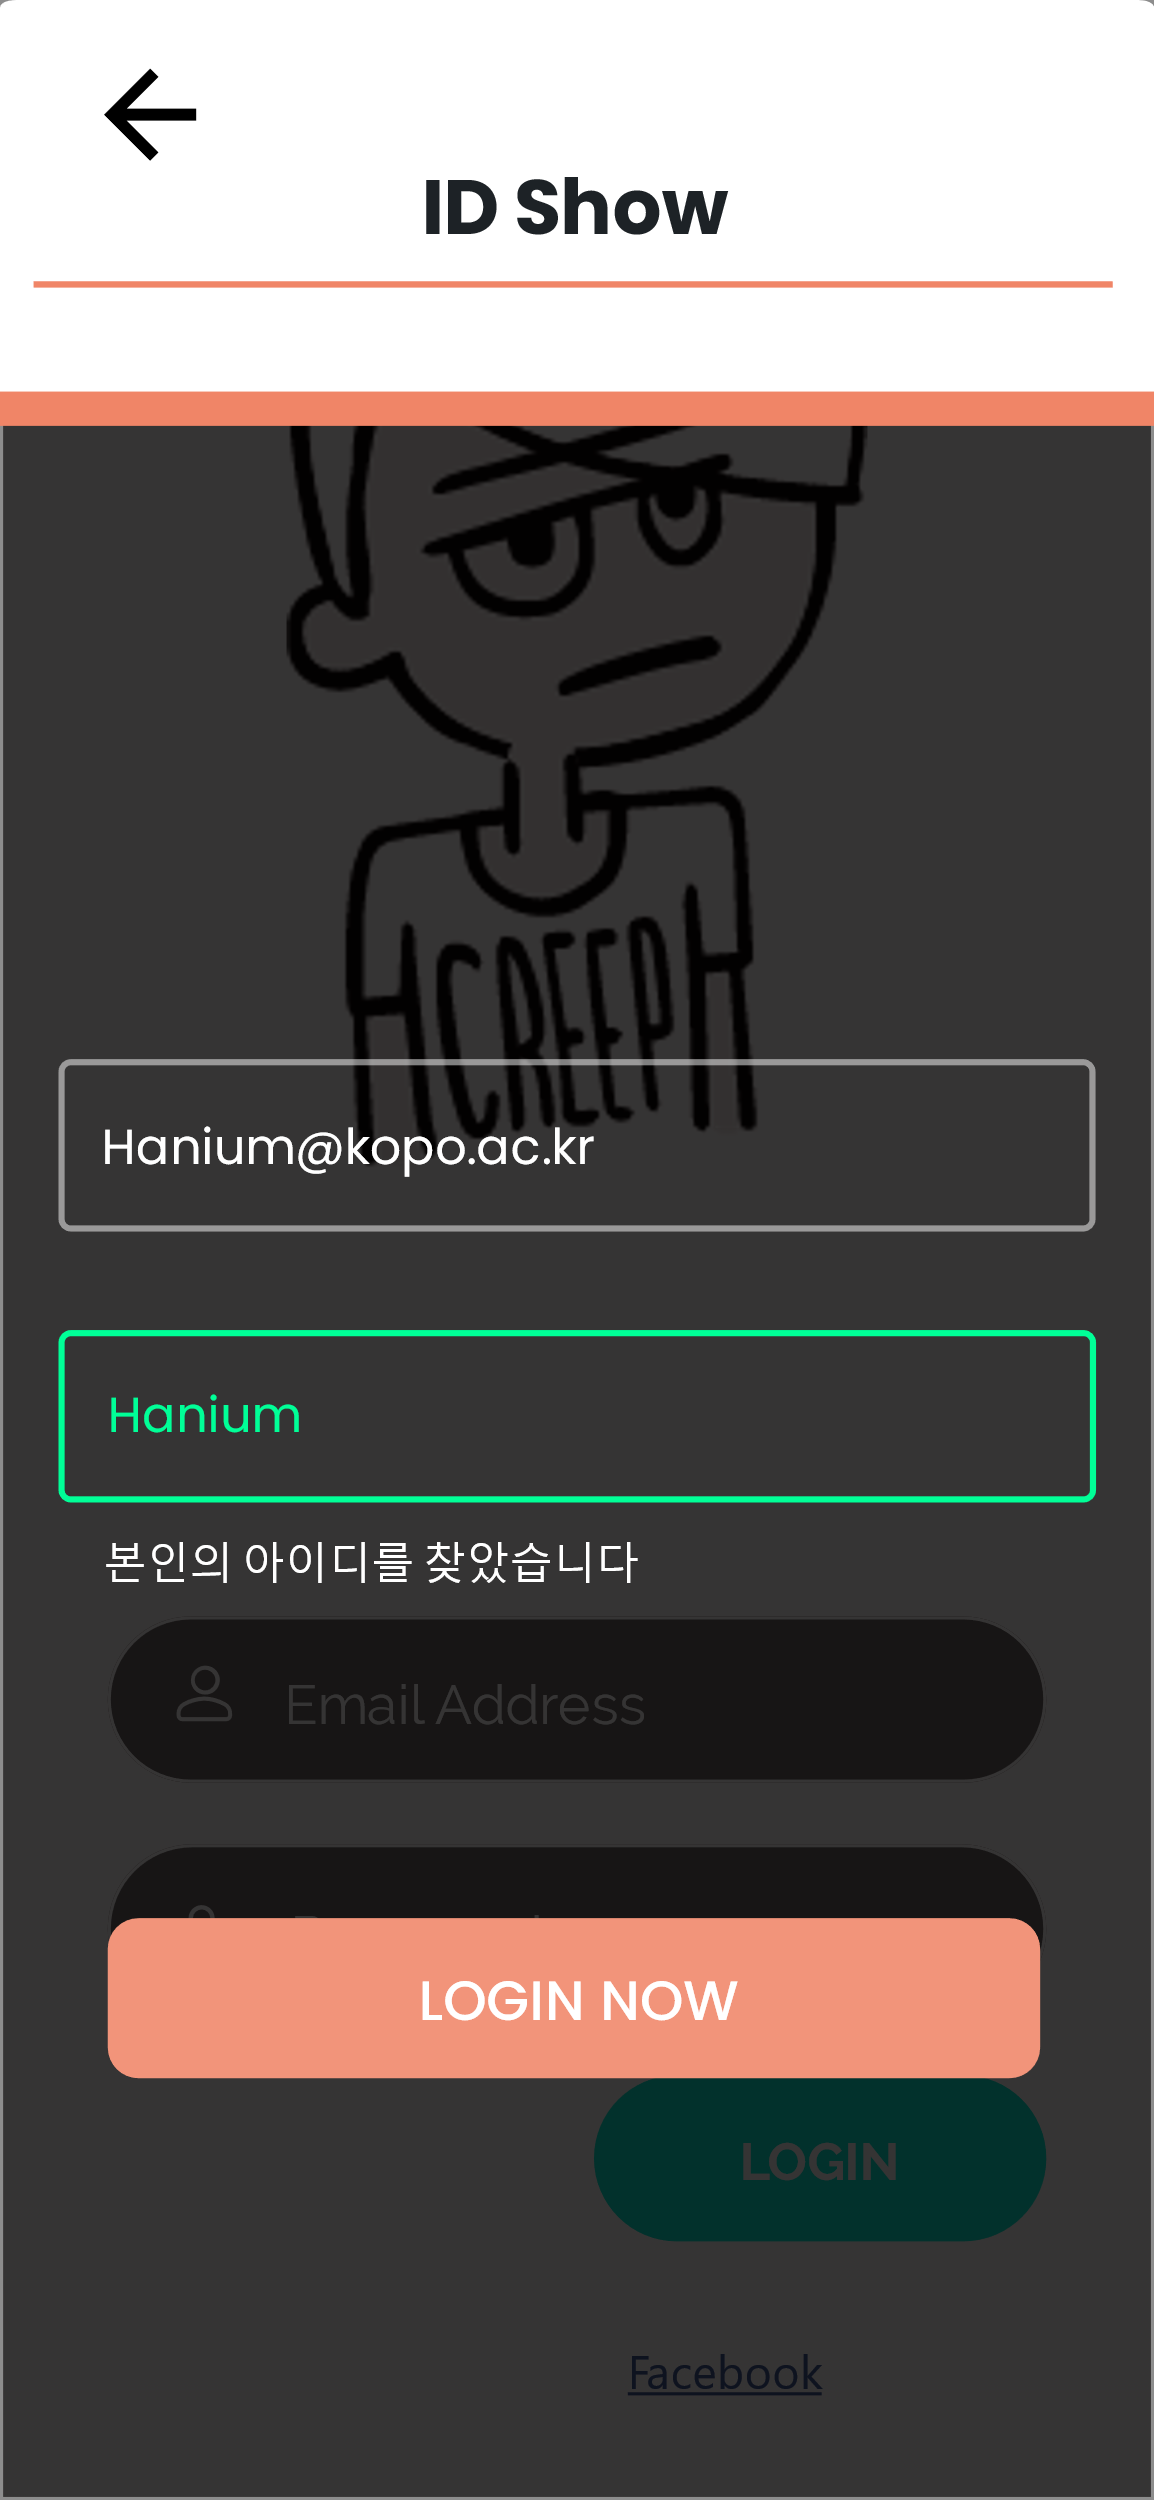 ID Show
CREEP
Hanium@kopo.ac.kr
Hanium
본인의 아이디를 찾았습니다
Email Address
LOGIN NOW
LOGIN
Facebook